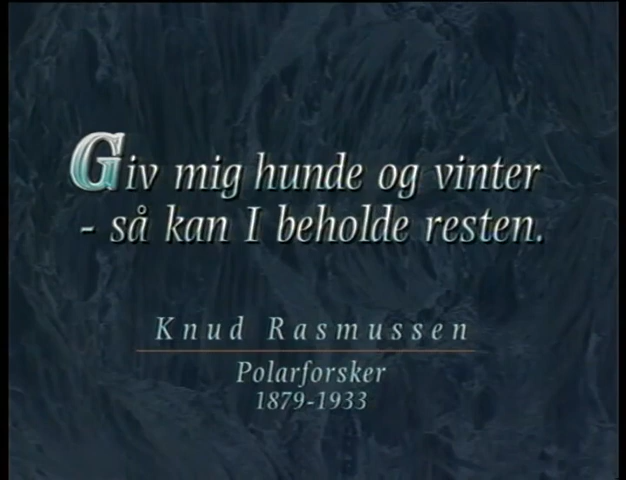 Giv mig hunde og vinter
- så kan I beholde resten.
Knud Rasmussen
Polarforsker
1879-1933